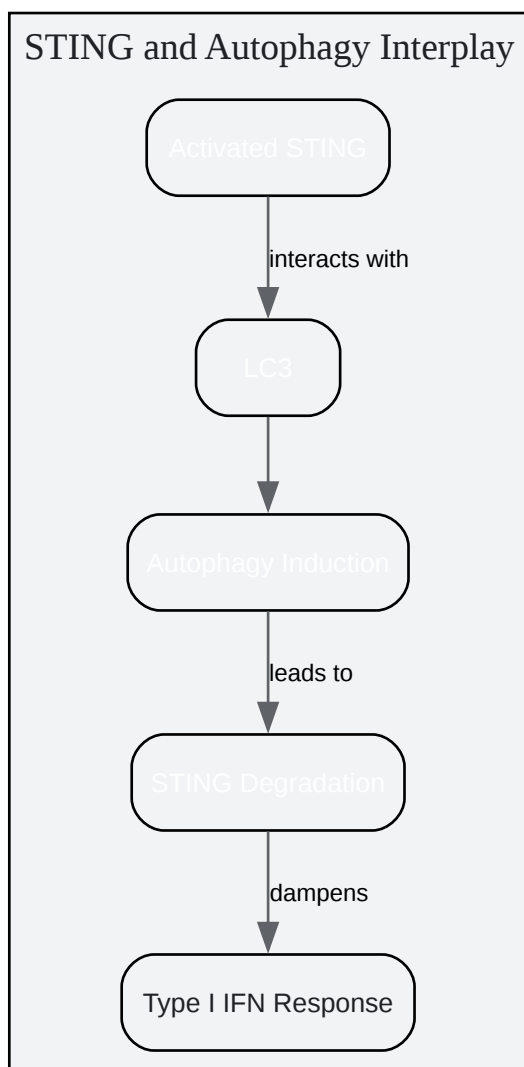 STING and Autophagy Interplay
Activated STING
interacts with
LC3
Autophagy Induction
leads to
STING Degradation
dampens
Type I IFN Response